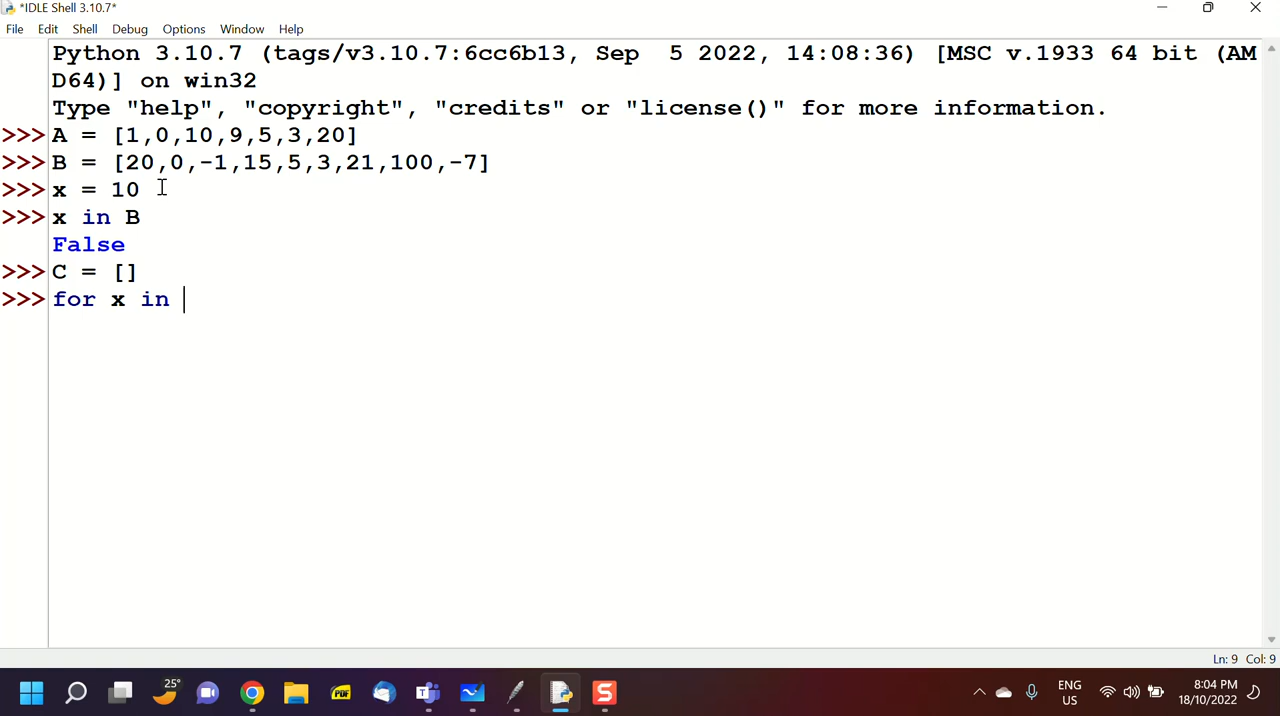 *IDLE Shell 3.10.7*
File Edit Shell Debug Options Window Help
Python 3.10.7 (tags/v3.10.7:6cc6b13, Sep  5 2022, 14:08:36) [MSC v.1933 64 bit (AM
D64)] on win32
Type "help", "copyright", "credits" or "license()" for more information.
>>> A = [1,0,10,9,5,3,20]
>>> B = [20,0,-1,15,5,3,21,100,-7]
>>> x = 10
>>> x in B
False
>>> C = []
>>> for x in
Ln: 9 Col: 9
25°
PDF
S
ENG
US
8:04 PM
18/10/2022